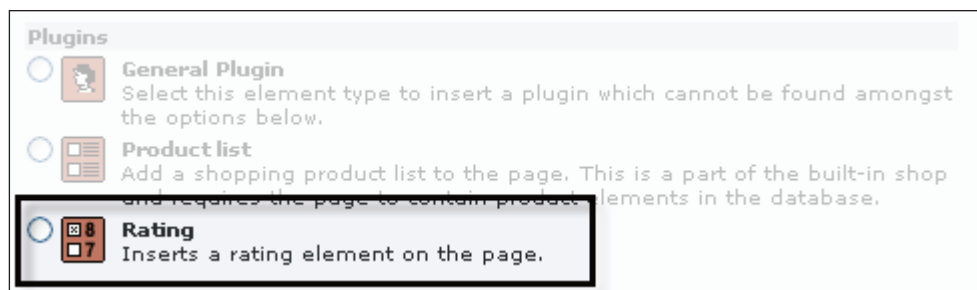 Plugins
General Plugin
Select this element type to insert a plugin which cannot be found amongst
the options below.
Product list
Add a shopping product list to the page. This is a part of the built-in shop
and requires the page to contain product elements in the database.
8 Rating
7 Inserts a rating element on the page.